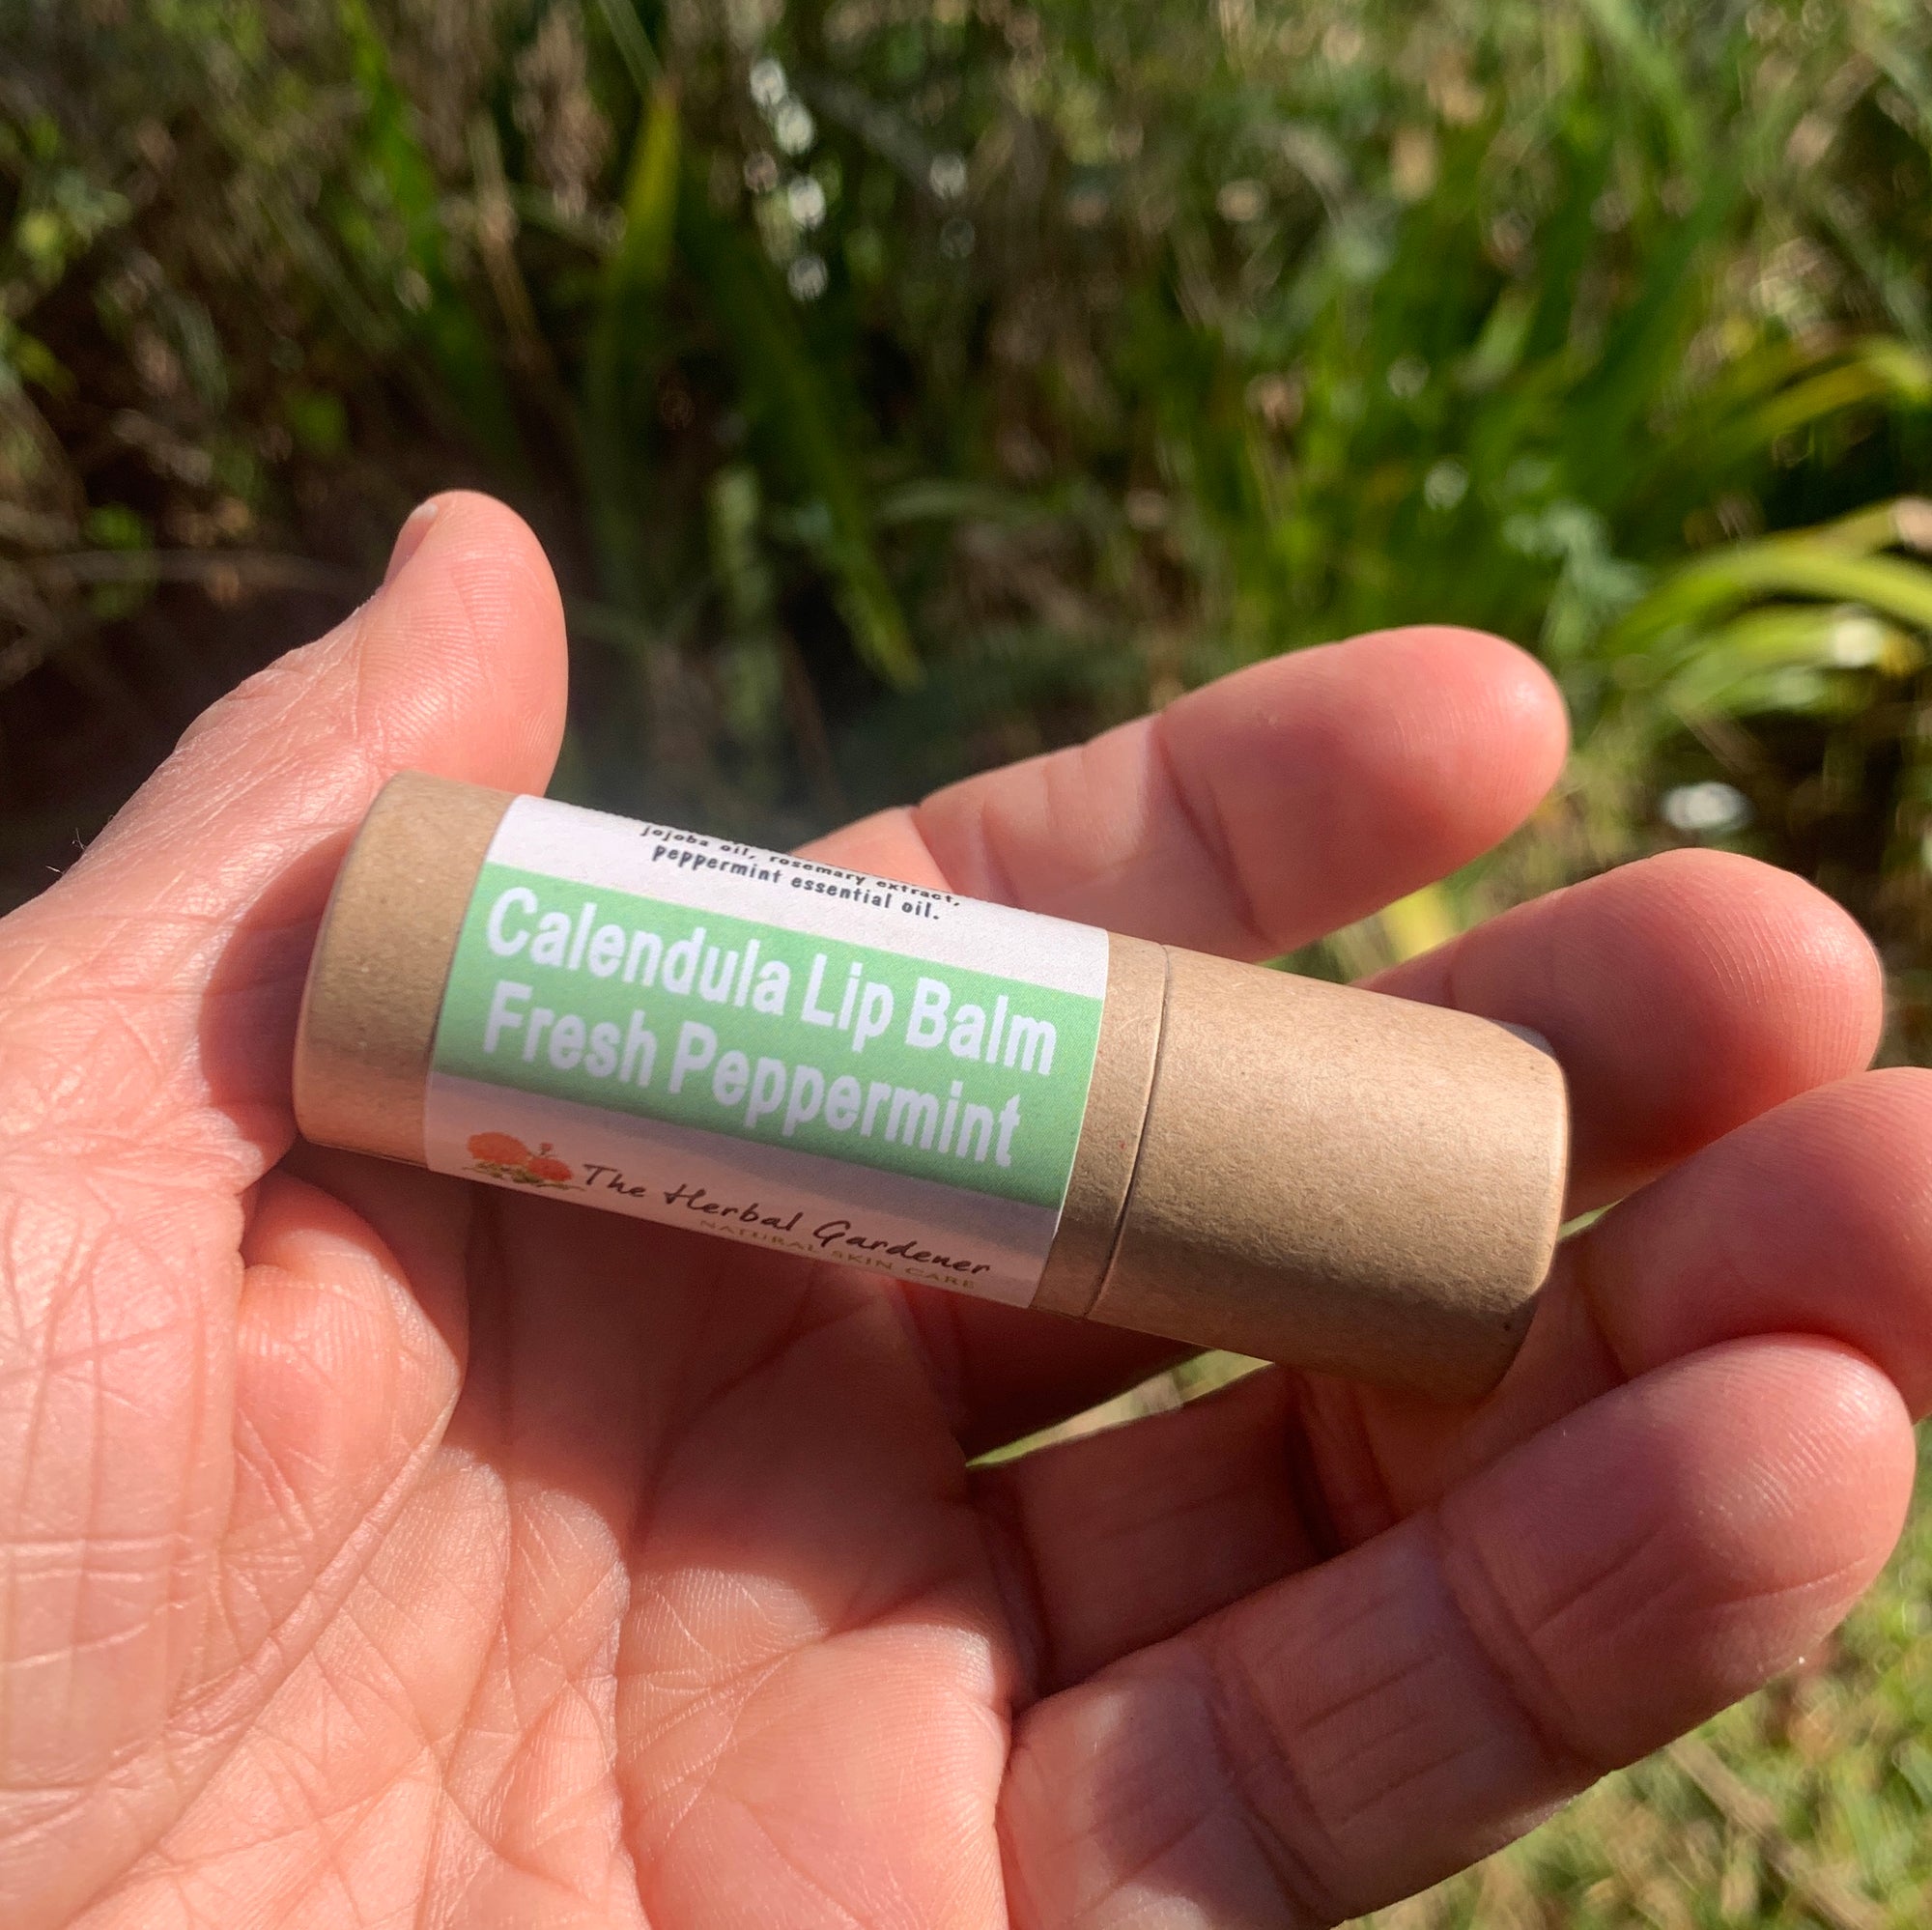 jojoba oil, rosemary extract,
peppermint essential oil.
Calendula Lip Balm
Fresh Peppermint
The Herbal Gardener
NATURAL SKIN CARE